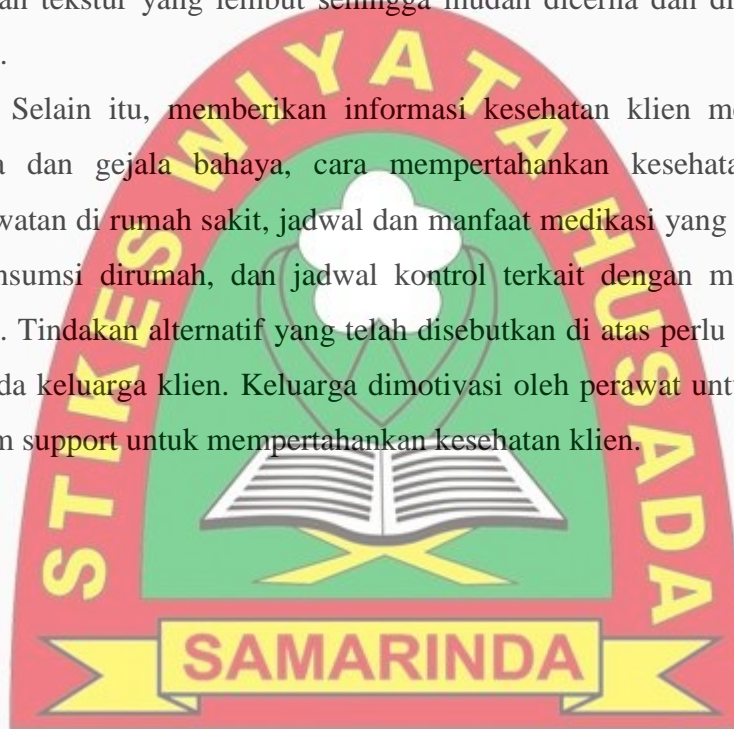 an tekstur yang lembut sehingga mudah dicerna dan di
.
Selain itu, memberikan informasi kesehatan klien me
a dan gejala bahaya, cara mempertahankan kesehata
watan di rumah sakit, jadwal dan manfaat medikasi yang
nsumsi dirumah, dan jadwal kontrol terkait dengan m
. Tindakan alternatif yang telah disebutkan di atas perlu
da keluarga klien. Keluarga dimotivasi oleh perawat unt
m support untuk mempertahankan kesehatan klien.
STIKES WIYATA HUSADA
SAMARINDA